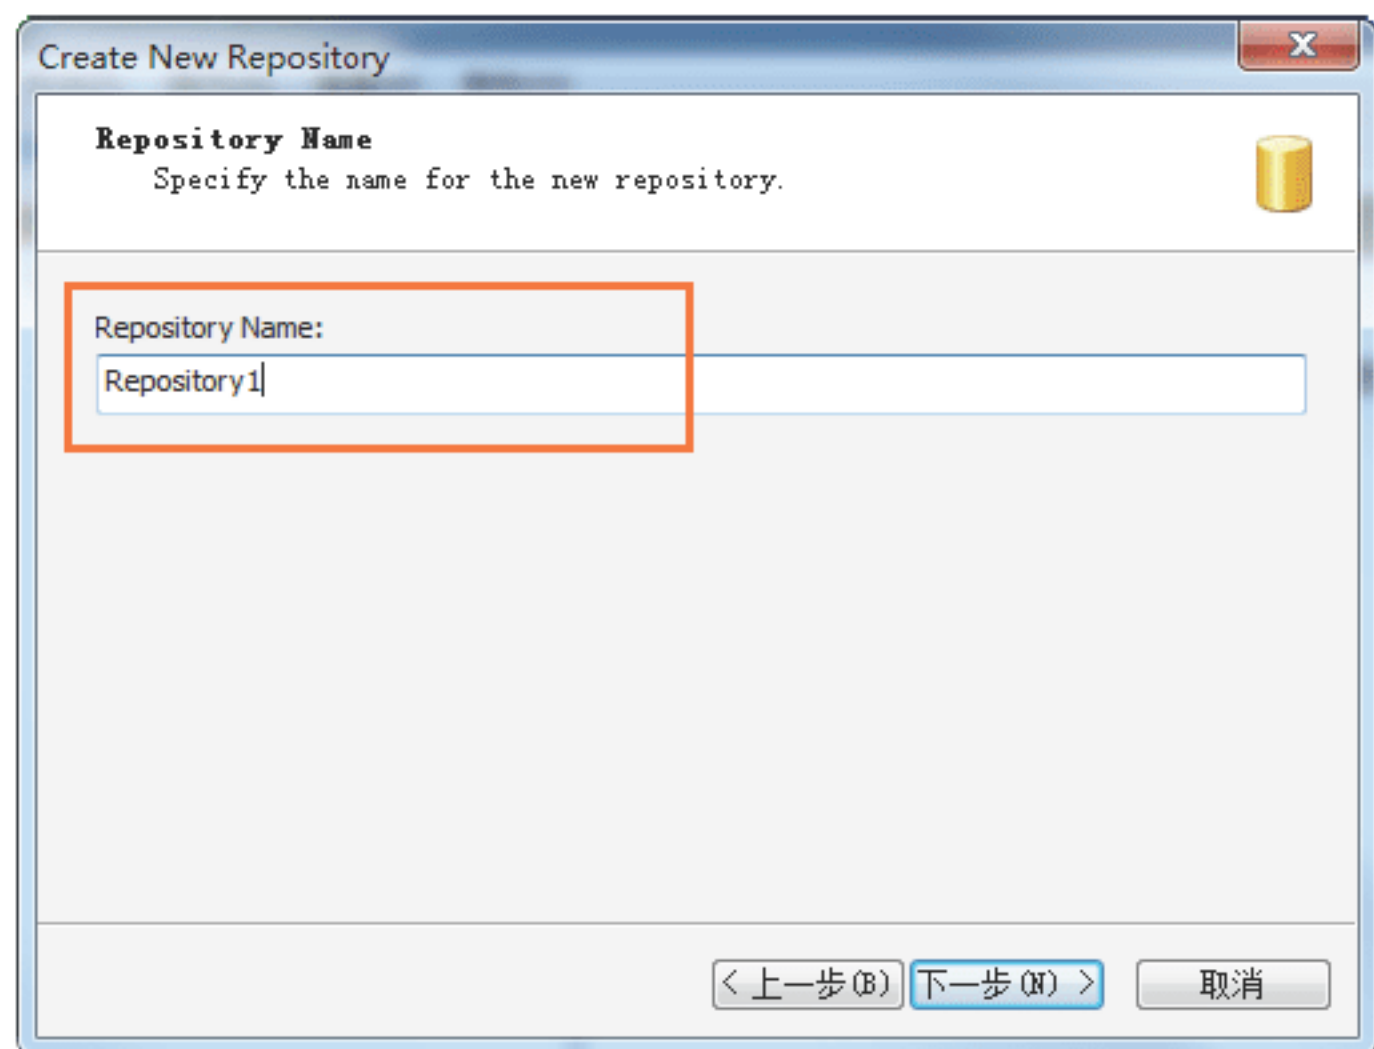 Create New Repository
Repository Name
Specify the name for the new repository.
Repository Name:
Repository1
< 上一步(B) 下一步(N) > 取消